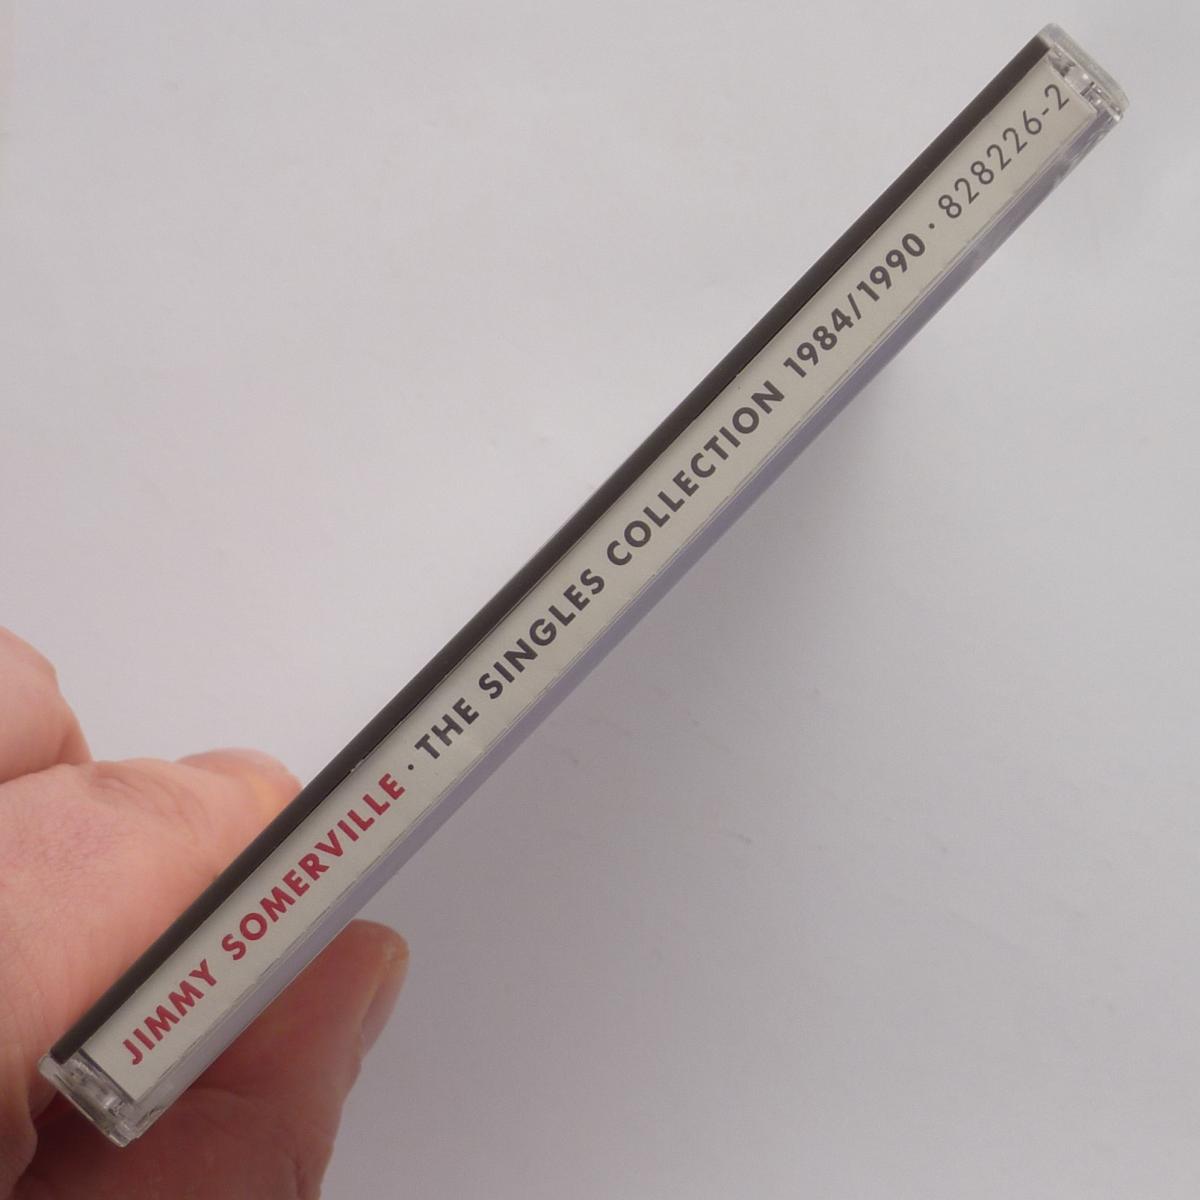 JIMMY SOMERVILLE · THE SINGLES COLLECTION 1984/1990 · 828226-2